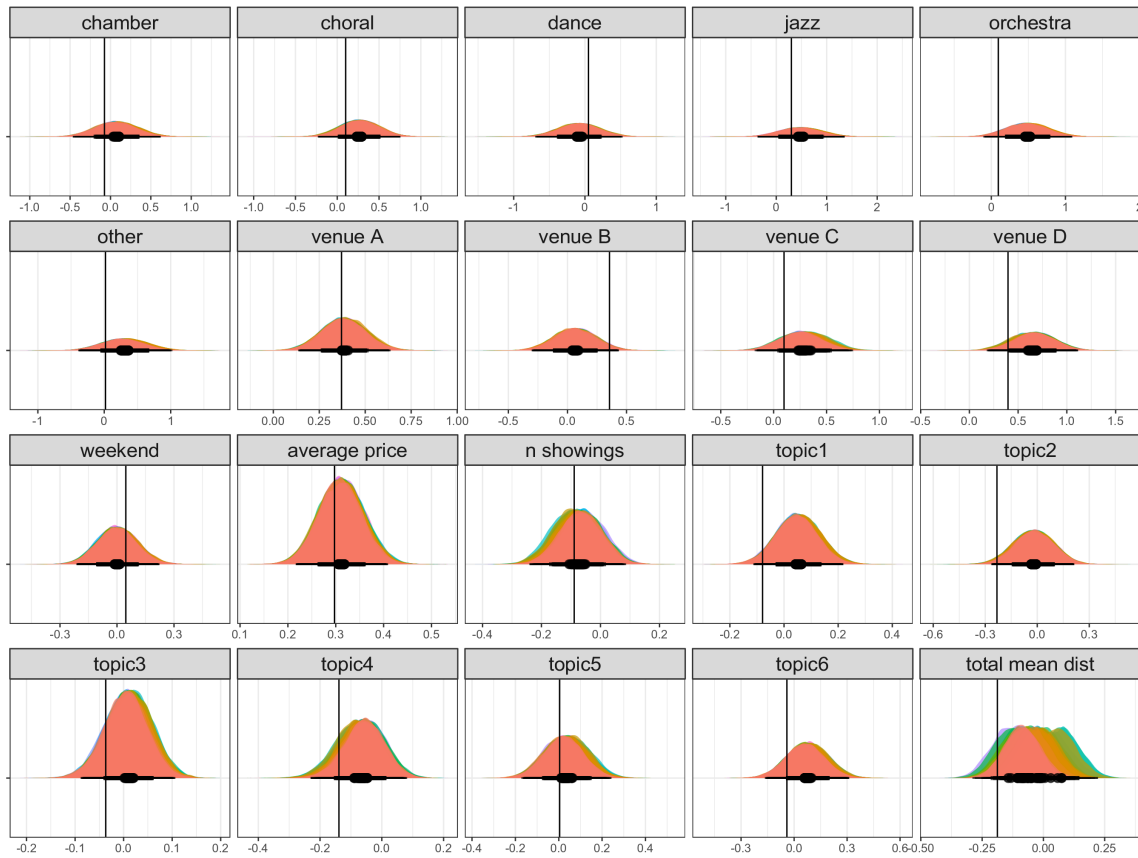 chamber choral dance jazz orchestra
-1.0 -0.5 0.0 0.5 1.0 -1.0 -0.5 0.0 0.5 1.0 -1 0 1 -1 0 1 2 0 1 2
other venue A venue B venue C venue D
-1 0 1 0.00 0.25 0.50 0.75 1.00 -0.5 0.0 0.5 -0.5 0.0 0.5 1.0 -0.5 0.0 0.5 1.0 1.5
weekend average price n showings topic1 topic2
-0.3 0.0 0.3 0.1 0.2 0.3 0.4 0.5 -0.4 -0.2 0.0 0.2 -0.2 0.0 0.2 0.4 -0.6 -0.3 0.0 0.3
topic3 topic4 topic5 topic6 total mean dist
-0.2 -0.1 0.0 0.1 0.2 -0.4 -0.2 0.0 0.2 -0.4 -0.2 0.0 0.2 0.4 -0.3 0.0 0.3 0.6 -0.50 -0.25 0.00 0.25